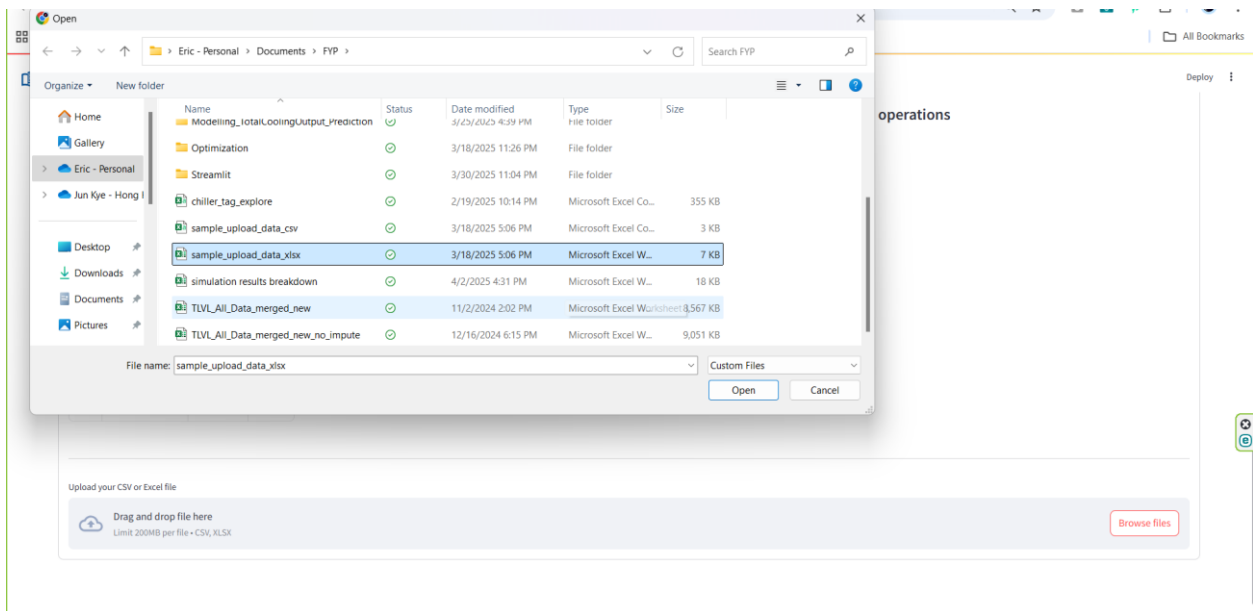 Open
All Bookmarks
Eric - Personal > Documents > FYP >
Search FYP
Organize
New folder
Deploy
operations
Name
Status
Date modified
Type
Size
Home
Gallery
Eric - Personal
Jun Kye - Hong
Desktop
Downloads
Documents
Pictures
Modelling_TotalCoolingOutput_Prediction 3/25/2025 4:39 PM File folder
Optimization 3/18/2025 11:26 PM File folder
Streamlit 3/30/2025 11:04 PM File folder
chiller_tag_explore 2/19/2025 10:14 PM Microsoft Excel Co... 355 KB
sample_upload_data_csv 3/18/2025 5:06 PM Microsoft Excel Co... 3 KB
sample_upload_data_xlsx 3/18/2025 5:06 PM Microsoft Excel W... 7 KB
simulation results breakdown 4/2/2025 4:31 PM Microsoft Excel W... 18 KB
TLVL_All_Data_merged_new 11/2/2024 2:02 PM Microsoft Excel Worksheet 8,567 KB
TLVL_All_Data_merged_new_no_impute 12/16/2024 6:15 PM Microsoft Excel W... 9,051 KB
File name: sample_upload_data_xlsx
Custom Files
Open
Cancel
Upload your CSV or Excel file
Drag and drop file here
Limit 200MB per file • CSV, XLSX
Browse files